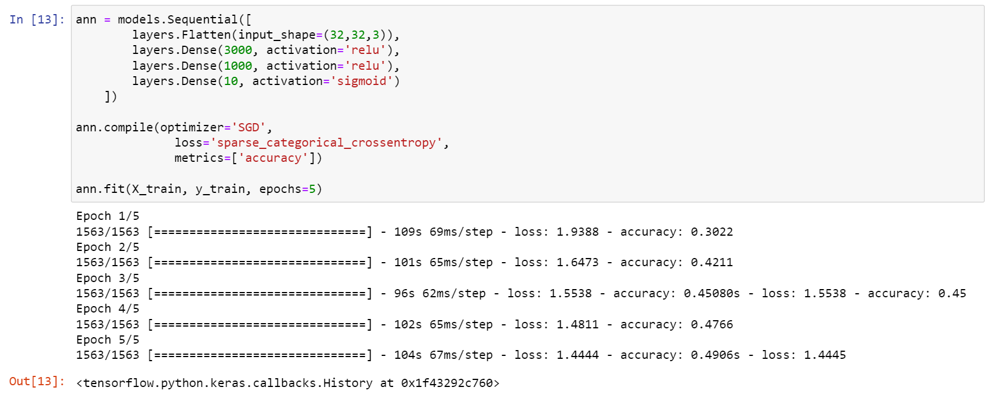 In [13]: ann = models.Sequential([
        layers.Flatten(input_shape=(32,32,3)),
        layers.Dense(3000, activation='relu'),
        layers.Dense(1000, activation='relu'),
        layers.Dense(10, activation='sigmoid')
    ])

ann.compile(optimizer='SGD',
              loss='sparse_categorical_crossentropy',
              metrics=['accuracy'])

ann.fit(X_train, y_train, epochs=5)
Epoch 1/5
1563/1563 [==============================] - 109s 69ms/step - loss: 1.9388 - accuracy: 0.3022
Epoch 2/5
1563/1563 [==============================] - 101s 65ms/step - loss: 1.6473 - accuracy: 0.4211
Epoch 3/5
1563/1563 [==============================] - 96s 62ms/step - loss: 1.5538 - accuracy: 0.45080s - loss: 1.5538 - accuracy: 0.45
Epoch 4/5
1563/1563 [==============================] - 102s 65ms/step - loss: 1.4811 - accuracy: 0.4766
Epoch 5/5
1563/1563 [==============================] - 104s 67ms/step - loss: 1.4444 - accuracy: 0.4906s - loss: 1.4445
Out[13]: <tensorflow.python.keras.callbacks.History at 0x1f43292c760>